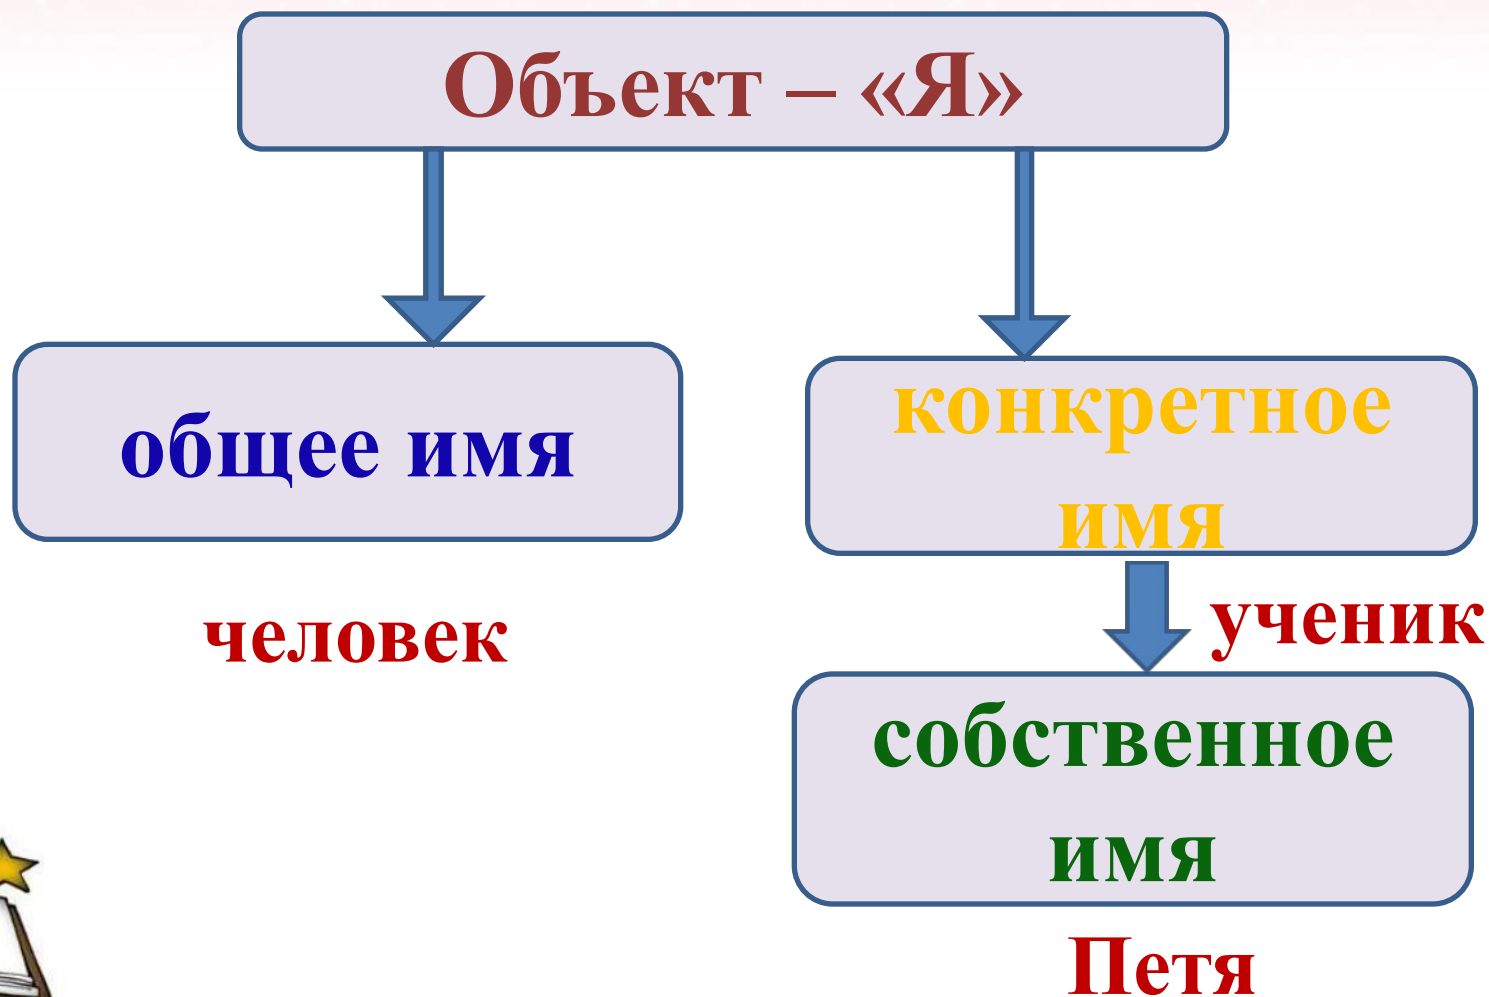 Объект – «Я»
общее имя
конкретное
имя
человек
ученик
собственное
имя
Петя